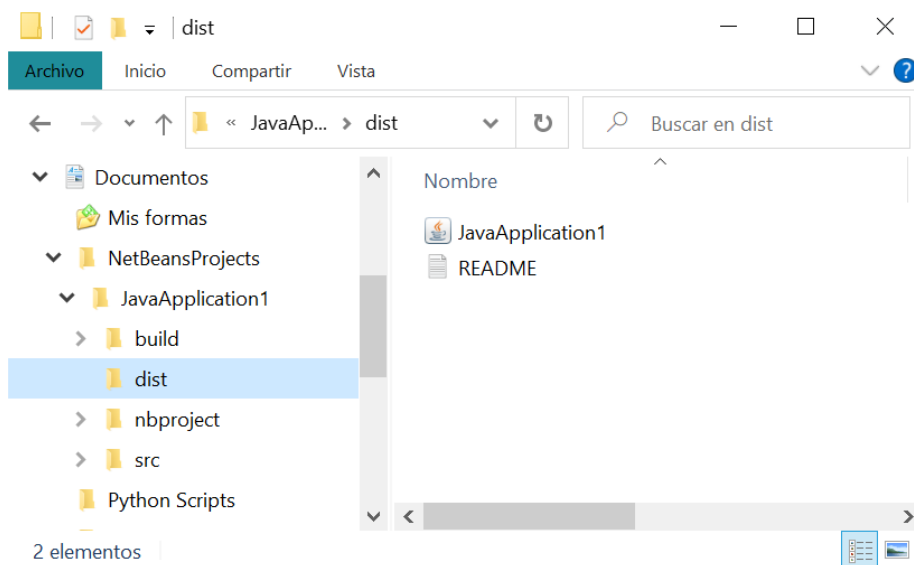 dist
Archivo Inicio Compartir Vista ?
« JavaAp... dist Buscar en dist
Documentos
Mis formas
NetBeansProjects
JavaApplication1
build
dist
nbproject
src
Python Scripts
Nombre
JavaApplication1
README
2 elementos